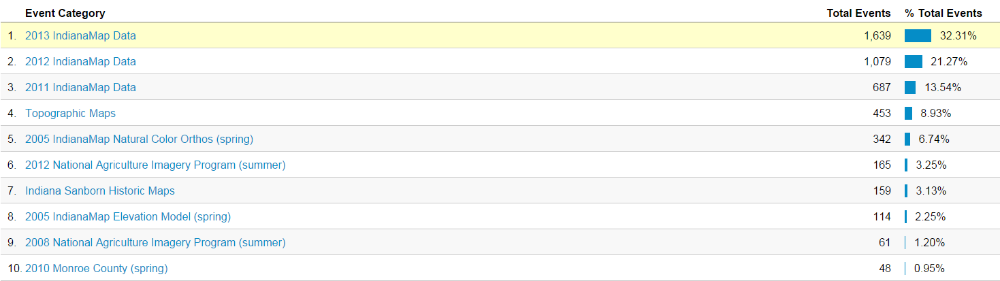 Event Category Total Events % Total Events
1. 2013 IndianaMap Data 1,639 32.31%
2. 2012 IndianaMap Data 1,079 21.27%
3. 2011 IndianaMap Data 687 13.54%
4. Topographic Maps 453 8.93%
5. 2005 IndianaMap Natural Color Orthos (spring) 342 6.74%
6. 2012 National Agriculture Imagery Program (summer) 165 3.25%
7. Indiana Sanborn Historic Maps 159 3.13%
8. 2005 IndianaMap Elevation Model (spring) 114 2.25%
9. 2008 National Agriculture Imagery Program (summer) 61 1.20%
10. 2010 Monroe County (spring) 48 0.95%